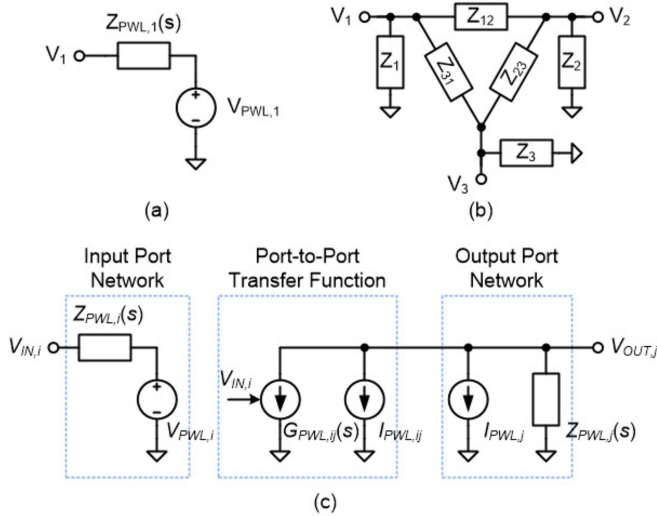 Z_PWL,1(s)
V_1
+
−
V_PWL,1
(a)
V_1
Z_12
V_2
Z_1
Z_31
Z_23
Z_2
Z_3
V_3
(b)
Input Port
Network
Port-to-Port
Transfer Function
Output Port
Network
Z_PWL,i(s)
V_IN,i
+
−
V_PWL,i
V_IN,i
G_PWL,ij(s)
I_PWL,ij
I_PWL,j
Z_PWL,j(s)
V_OUT,j
(c)